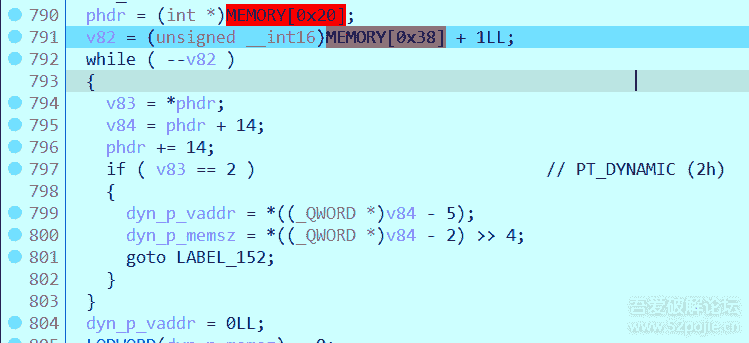 790 phdr = (int *)MEMORY[0x20];
791 v82 = (unsigned __int16)MEMORY[0x38] + 1LL;
792 while ( --v82 )
793 {
794 v83 = *phdr;
795 v84 = phdr + 14;
796 phdr += 14;
797 if ( v83 == 2 ) // PT_DYNAMIC (2h)
798 {
799 dyn_p_vaddr = *((_QWORD *)v84 - 5);
800 dyn_p_memsz = *((_QWORD *)v84 - 2) >> 4;
801 goto LABEL_152;
802 }
803 }
804 dyn_p_vaddr = 0LL;
吾爱破解论坛
www.52pojie.cn